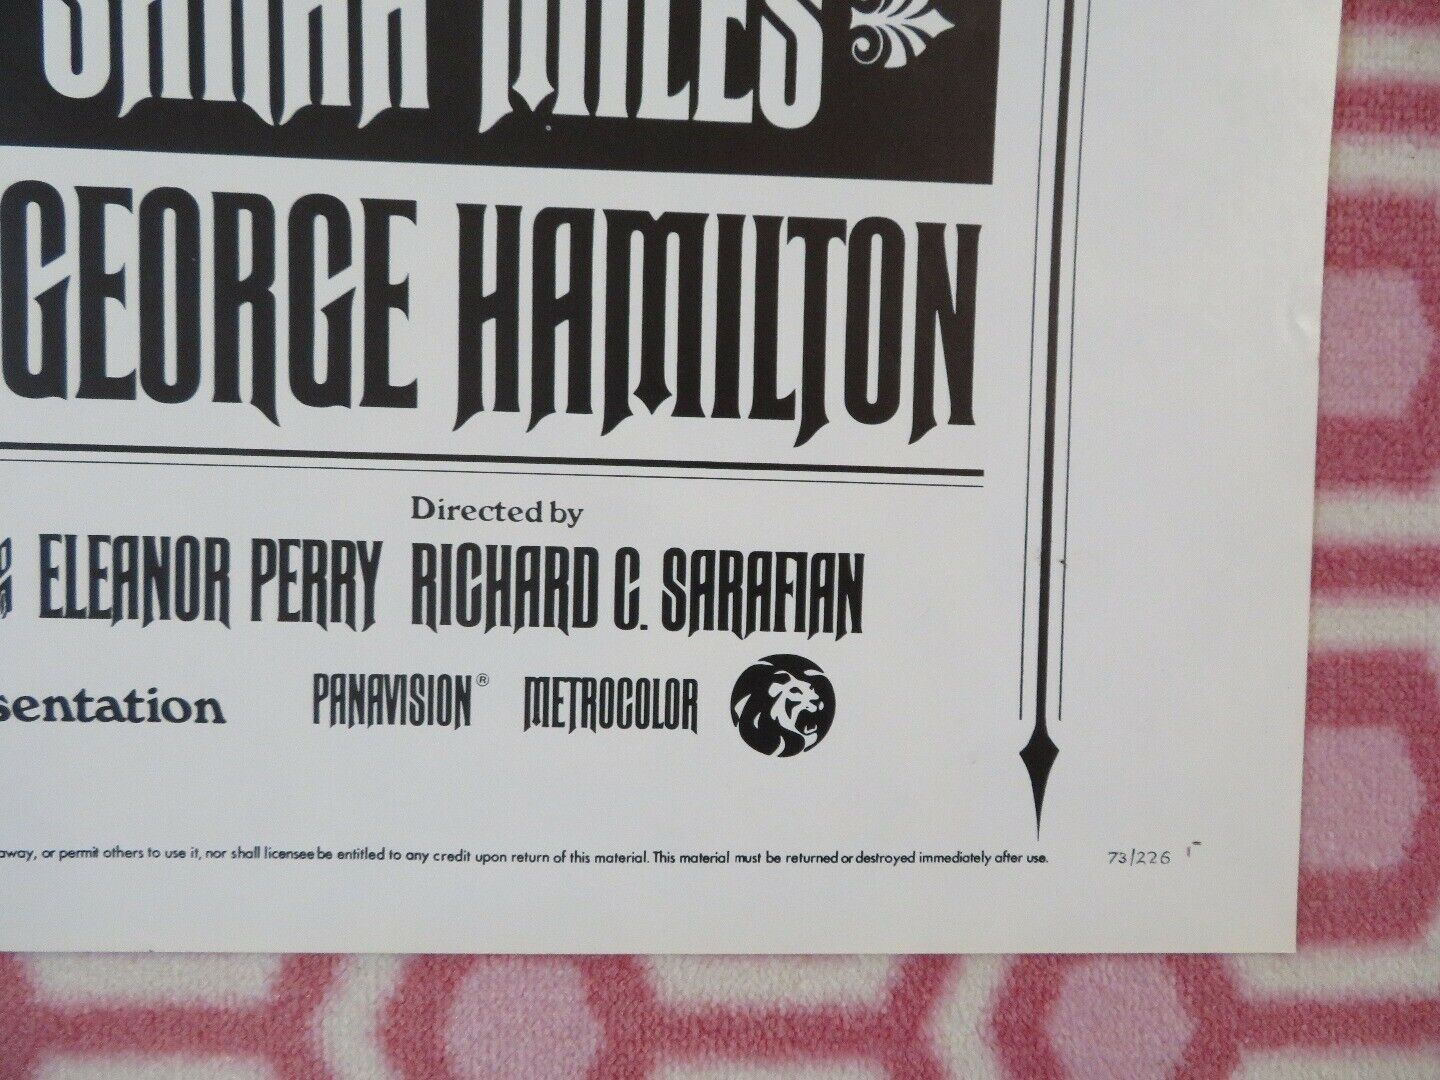 SARAH MILES
GEORGE HAMILTON
Directed by
ELEANOR PERRY RICHARD C. SARAFIAN
sentation PANAVISION® METROCOLOR
away, or permit others to use it, nor shall licensee be entitled to any credit upon return of this material. This material must be returned or destroyed immediately after use. 73/226